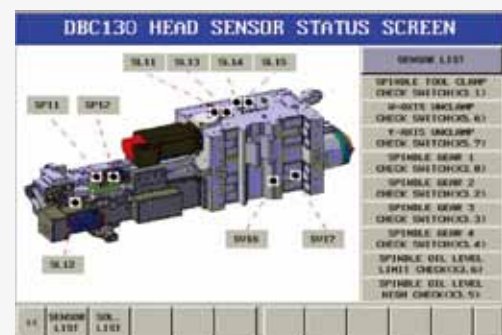 DBC130 HEAD SENSOR STATUS SCREEN
SL11 SL13 SL14 SL15
SP11 SP12
SL12
SV16 SV17
SENSOR LIST
SPINDLE TOOL CLAMP
CHECK SWITCH(X3.1)
W-AXIS UNCLAMP
CHECK SWITCH(X5.6)
Y-AXIS UNCLAMP
CHECK SWITCH(X5.7)
SPINDLE GEAR 1
CHECK SWITCH(X2.0)
SPINDLE GEAR 2
CHECK SWITCH(X3.2)
SPINDLE GEAR 3
CHECK SWITCH(X3.3)
SPINDLE GEAR 4
CHECK SWITCH(X3.4)
SPINDLE OIL LEVEL
LIMIT CHECK(X3.6)
SPINDLE OIL LEVEL
HIGH CHECK(X3.5)
<< SENSOR LIST SOL. LIST